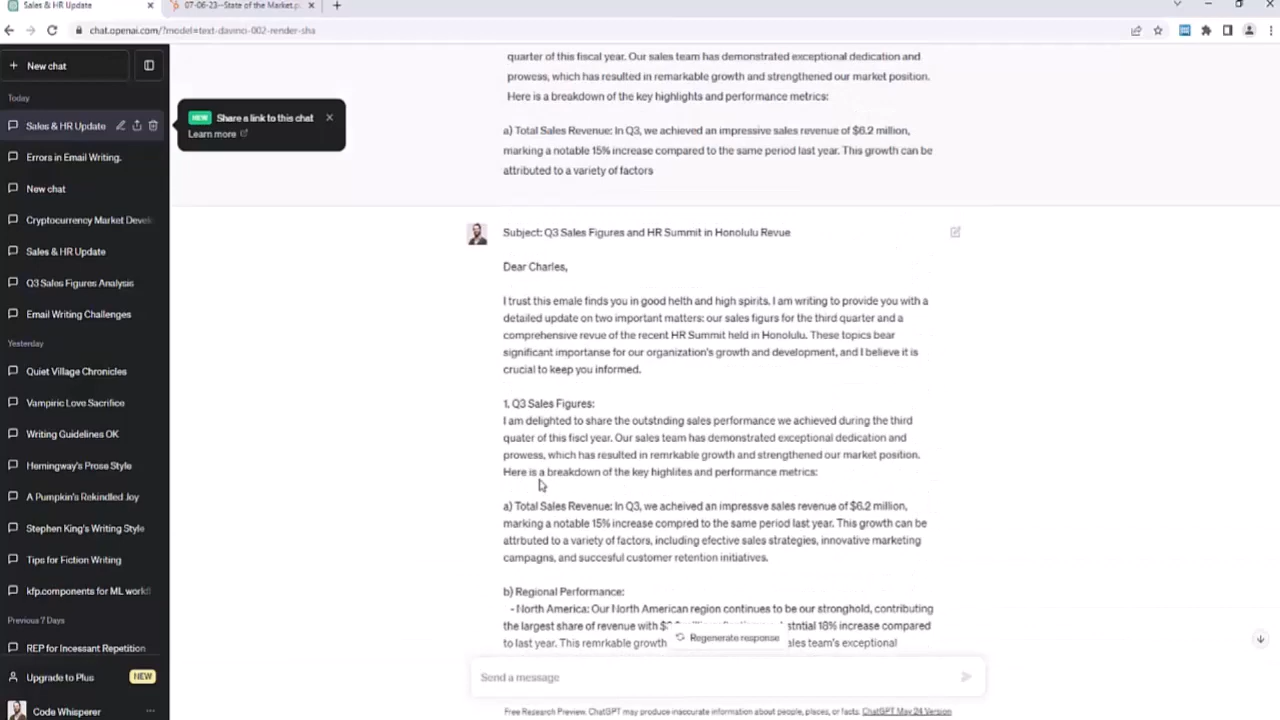 Sales & HR Update
07-06-23--State of the Market.p
chat.openai.com/?model=text-davinci-002-render-sha
New chat
Today
Sales & HR Update
Errors in Email Writing.
New chat
Cryptocurrency Market Devel
Sales & HR Update
Q3 Sales Figures Analysis
Email Writing Challenges
Yesterday
Quiet Village Chronicles
Vampiric Love Sacrifice
Writing Guidelines OK
Hemingway's Prose Style
A Pumpkin's Rekindled Joy
Stephen King's Writing Style
Tips for Fiction Writing
kfp.components for ML workfl
Previous 7 Days
REP for Incessant Repetition
Upgrade to Plus NEW
Code Whisperer
NEW Share a link to this chat
Learn more
quarter of this fiscal year. Our sales team has demonstrated exceptional dedication and
prowess, which has resulted in remarkable growth and strengthened our market position.
Here is a breakdown of the key highlights and performance metrics:
a) Total Sales Revenue: In Q3, we achieved an impressive sales revenue of $6.2 million,
marking a notable 15% increase compared to the same period last year. This growth can be
attributed to a variety of factors
Subject: Q3 Sales Figures and HR Summit in Honolulu Revue
Dear Charles,
I trust this emale finds you in good helth and high spirits. I am writing to provide you with a
detailed update on two important matters: our sales figurs for the third quarter and a
comprehensive revue of the recent HR Summit held in Honolulu. These topics bear
significant importanse for our organization's growth and development, and I believe it is
crucial to keep you informed.
1. Q3 Sales Figures:
I am delighted to share the outstnding sales performance we achieved during the third
quater of this fiscl year. Our sales team has demonstrated exceptional dedication and
prowess, which has resulted in remrkable growth and strengthened our market position.
Here is a breakdown of the key highlites and performance metrics:
a) Total Sales Revenue: In Q3, we acheived an impressve sales revenue of $6.2 million,
marking a notable 15% increase compred to the same period last year. This growth can be
attrbuted to a variety of factors, including efective sales strategies, innovative marketing
campaigns, and succesful customer retention initiatives.
b) Regional Performance:
- North America: Our North American region continues to be our stronghold, contributing
the largest share of revenue with stntial 18% increase compared
to last year. This remrkable growth sales team's exceptional
Regenerate response
Send a message
Free Research Preview. ChatGPT may produce inaccurate information about people, places, or facts. ChatGPT May 24 Version